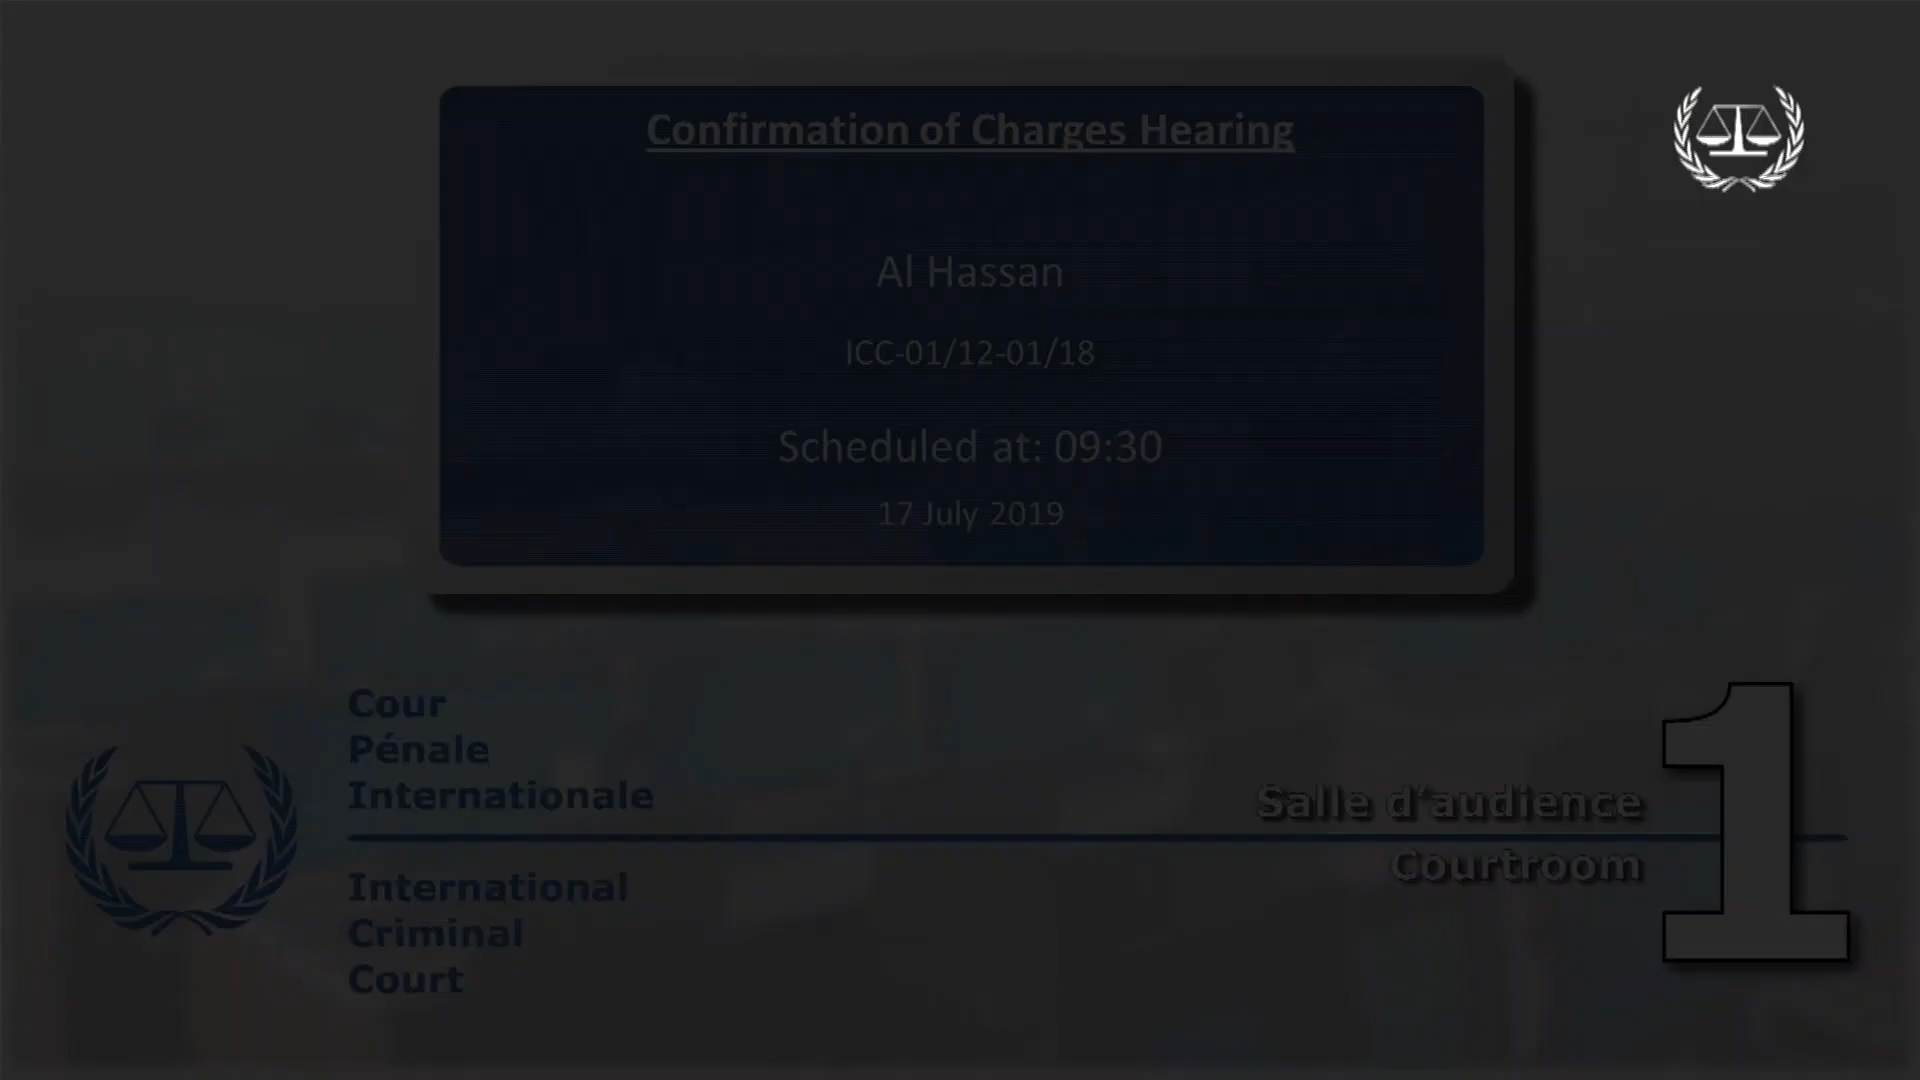 Confirmation of Charges Hearing
Al Hassan
ICC-01/12-01/18
Scheduled at: 09:30
17 July 2019
Cour
Pénale
Internationale
International
Criminal
Court
Salle d'audience
Courtroom
1